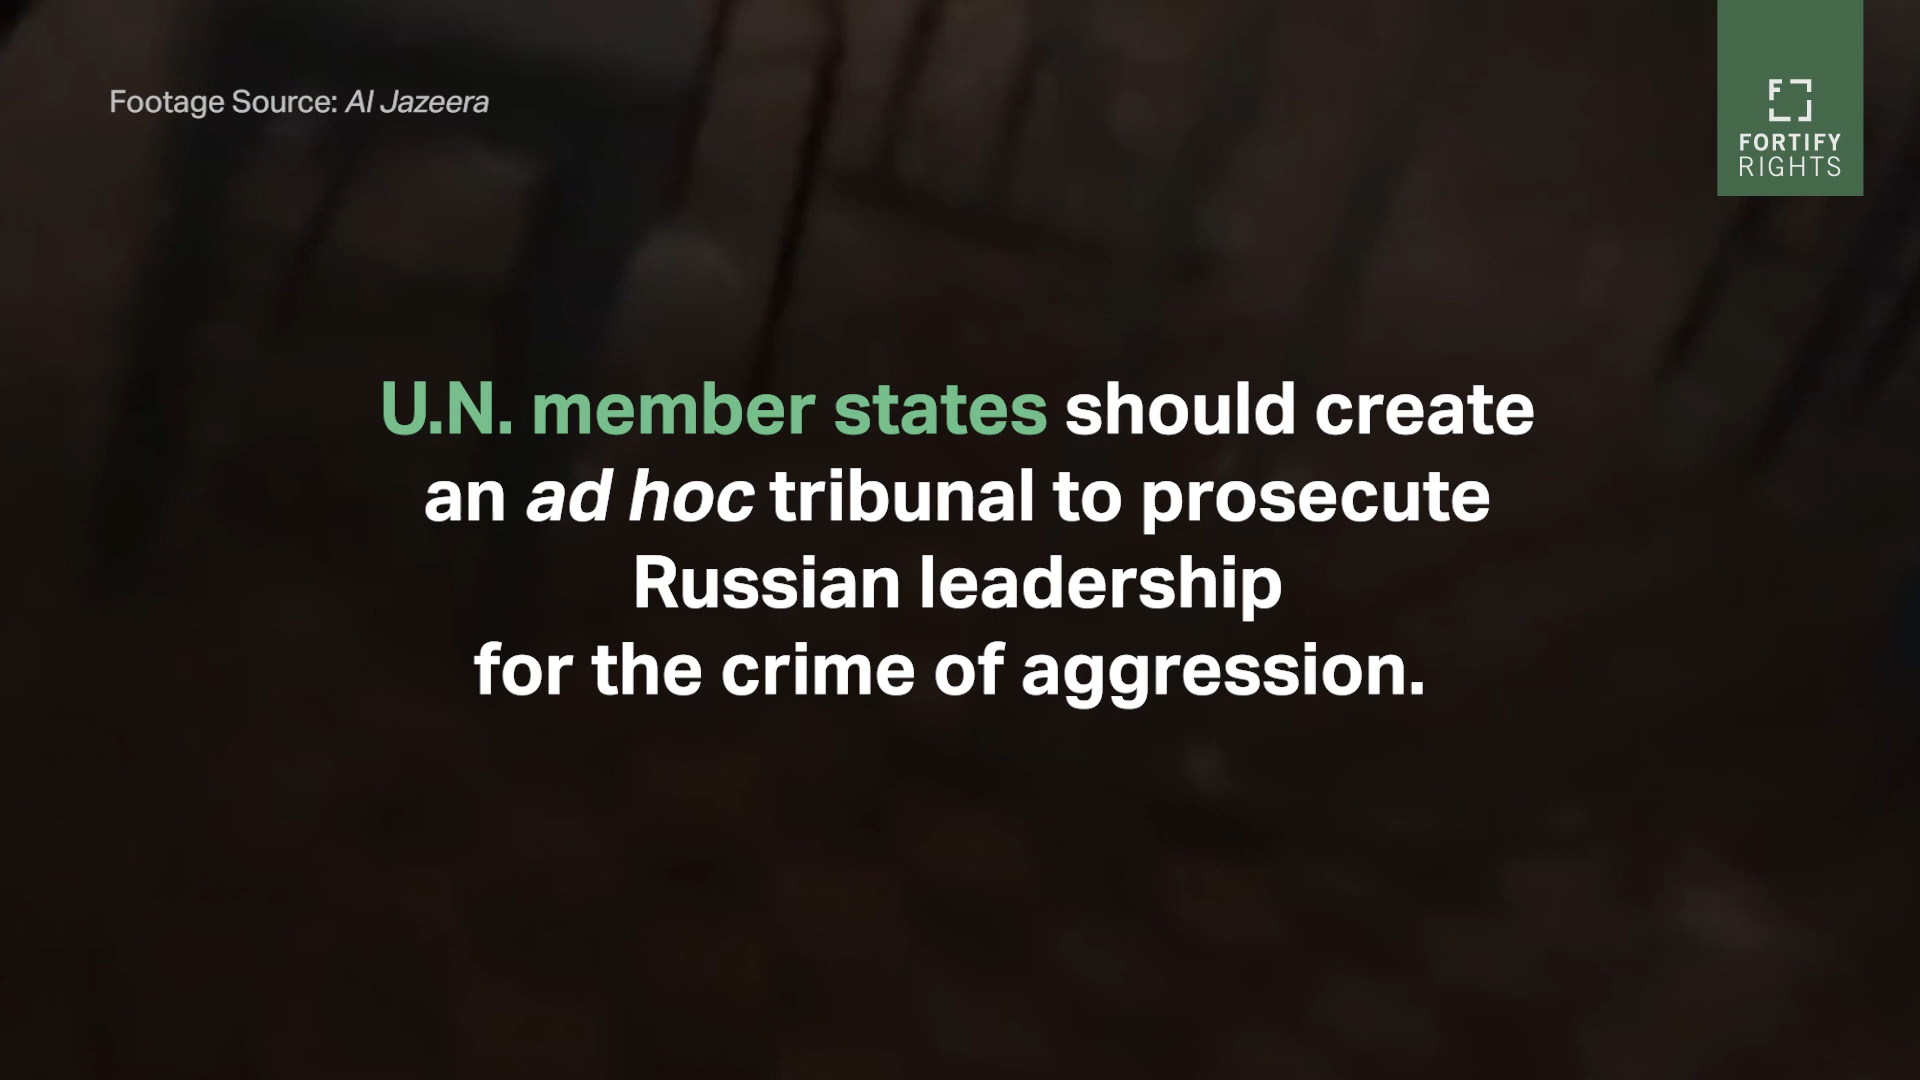 Footage Source: Al Jazeera
FORTIFY
RIGHTS
U.N. member states should create
an ad hoc tribunal to prosecute
Russian leadership
for the crime of aggression.